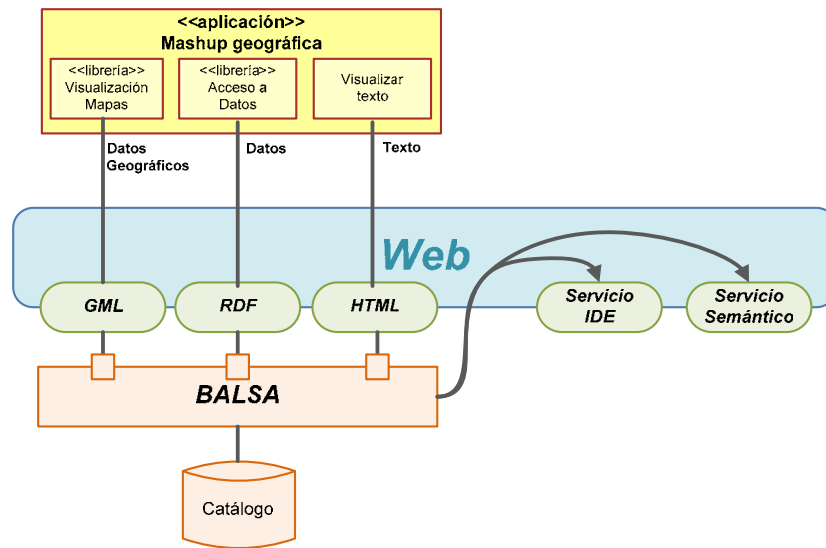 <<aplicación>>
Mashup geográfica
<<librería>>
Visualización
Mapas
<<librería>>
Acceso a
Datos
Visualizar
texto
Datos
Geográficos
Datos
Texto
Web
GML
RDF
HTML
Servicio
IDE
Servicio
Semántico
BALSA
Catálogo